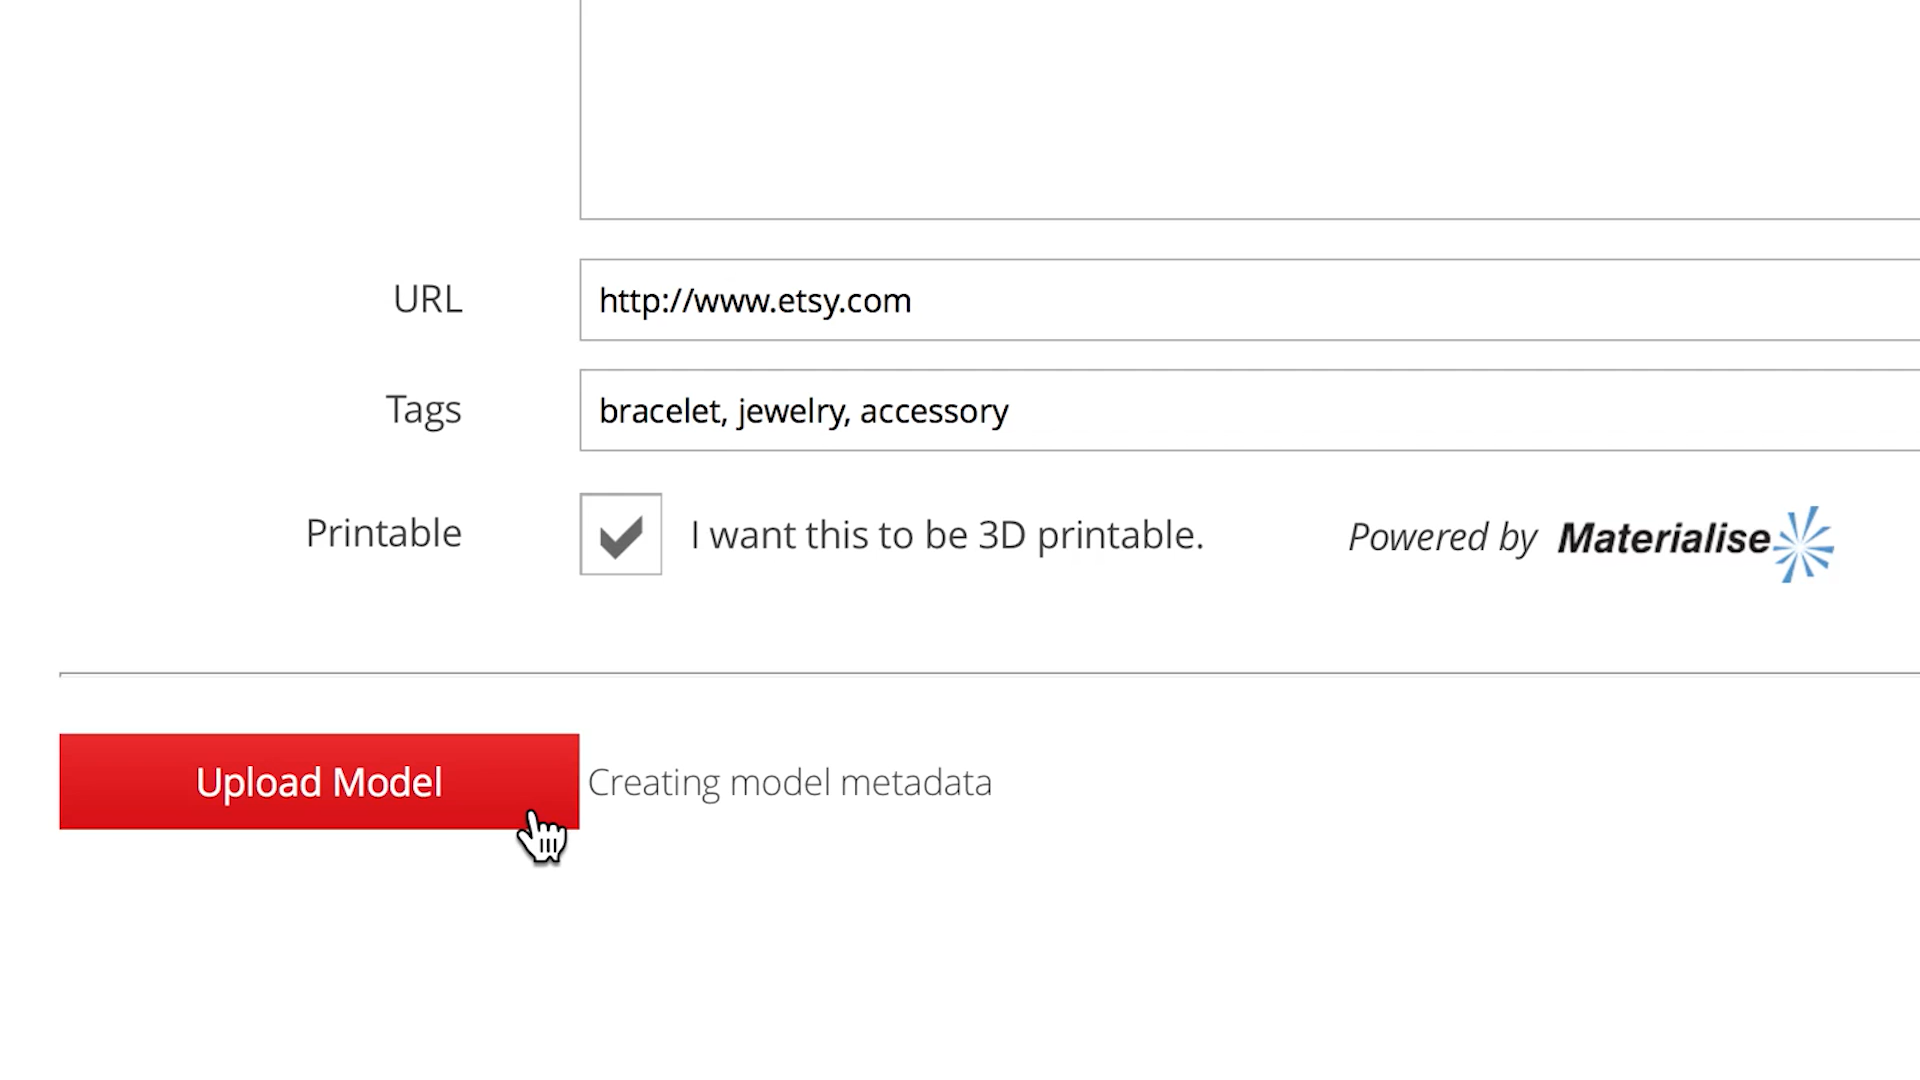 URL http://www.etsy.com
Tags bracelet, jewelry, accessory
Printable I want this to be 3D printable. Powered by Materialise
Upload Model Creating model metadata